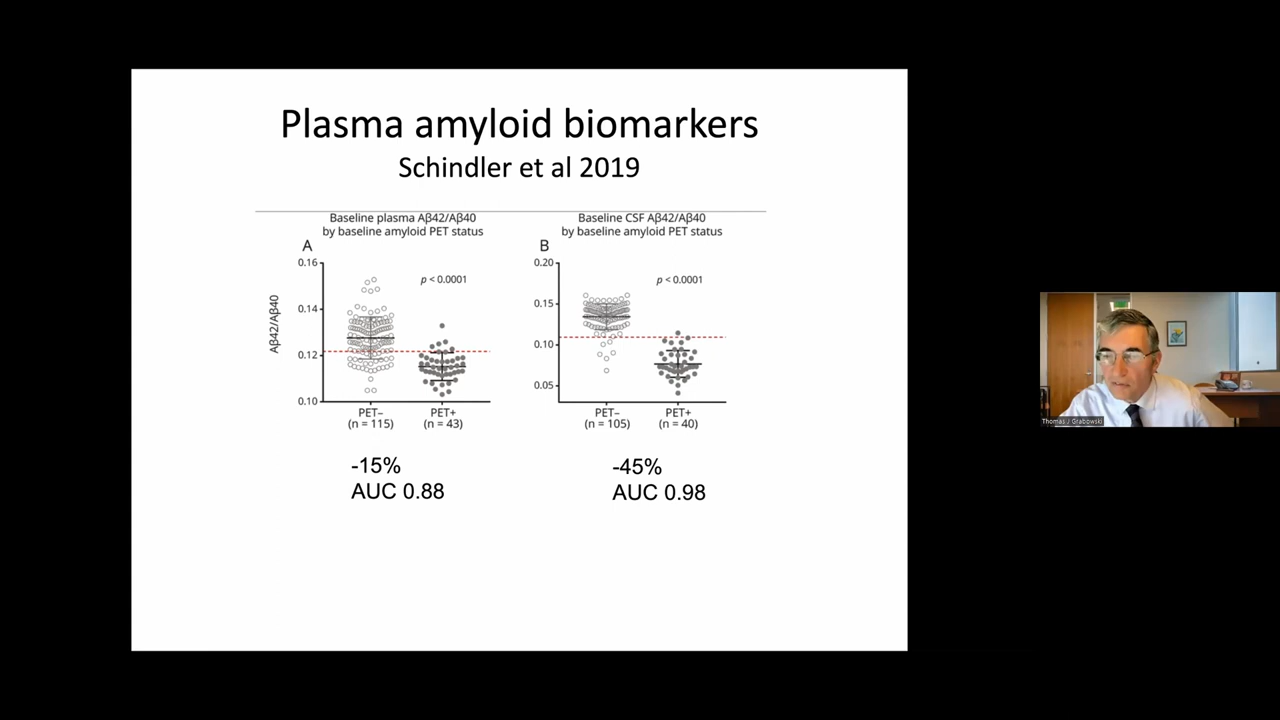 Plasma amyloid biomarkers
Schindler et al 2019
Baseline plasma Aβ42/Aβ40
by baseline amyloid PET status
A
p < 0.0001
Aβ42/Aβ40
0.16
0.14
0.12
0.10
PET–
(n = 115)
PET+
(n = 43)
Baseline CSF Aβ42/Aβ40
by baseline amyloid PET status
B
p < 0.0001
0.20
0.15
0.10
0.05
PET–
(n = 105)
PET+
(n = 40)
-15%
AUC 0.88
-45%
AUC 0.98
Thomas J Grabowski